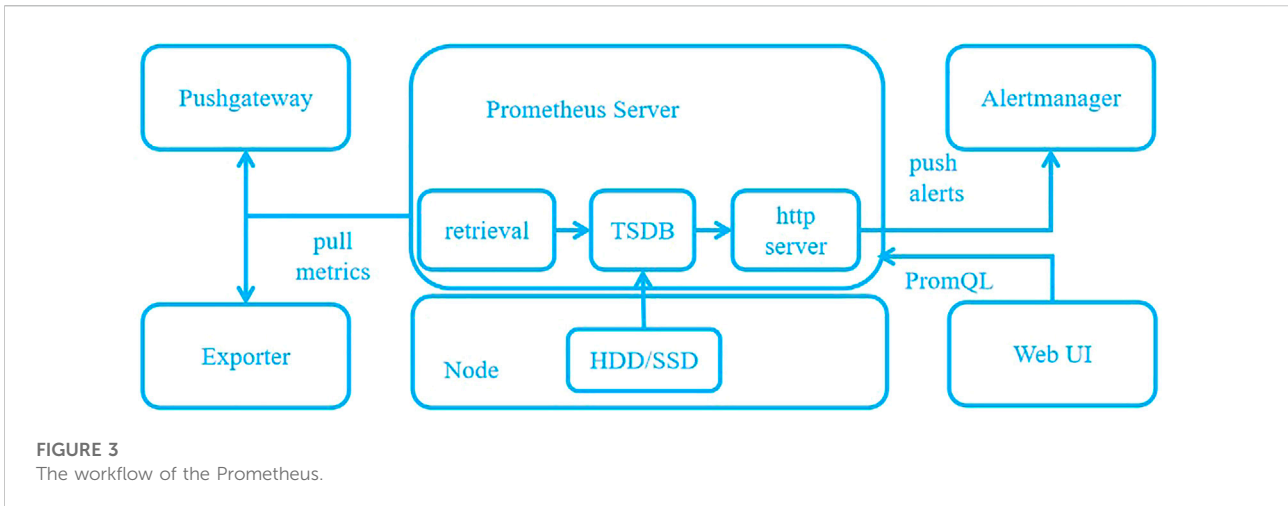 Pushgateway
Prometheus Server
Alertmanager
push
alerts
retrieval
TSDB
http
server
pull
metrics
PromQL
Exporter
Node
HDD/SSD
Web UI
FIGURE 3
The workflow of the Prometheus.